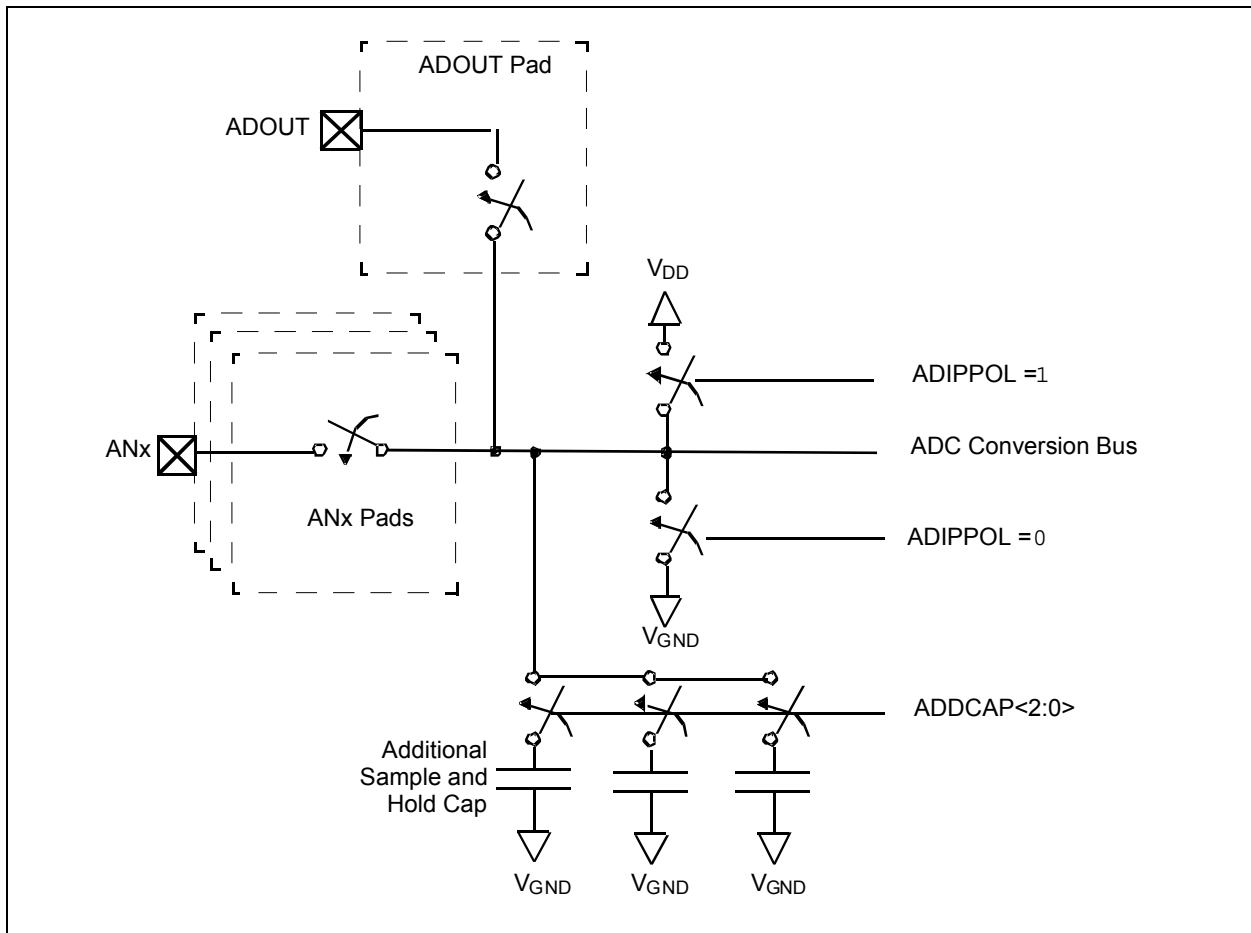 ADOUT Pad
ADOUT
VDD
ADIPPOL =1
ANx
ADC Conversion Bus
ANx Pads
ADIPPOL =0
VGND
ADDCAP<2:0>
Additional
Sample and
Hold Cap
VGND
VGND
VGND